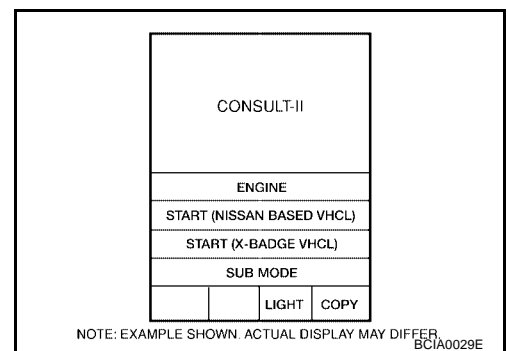 CONSULT-II
ENGINE
START (NISSAN BASED VHCL)
START (X-BADGE VHCL)
SUB MODE
LIGHT COPY
NOTE: EXAMPLE SHOWN. ACTUAL DISPLAY MAY DIFFER.
BCIA0029E